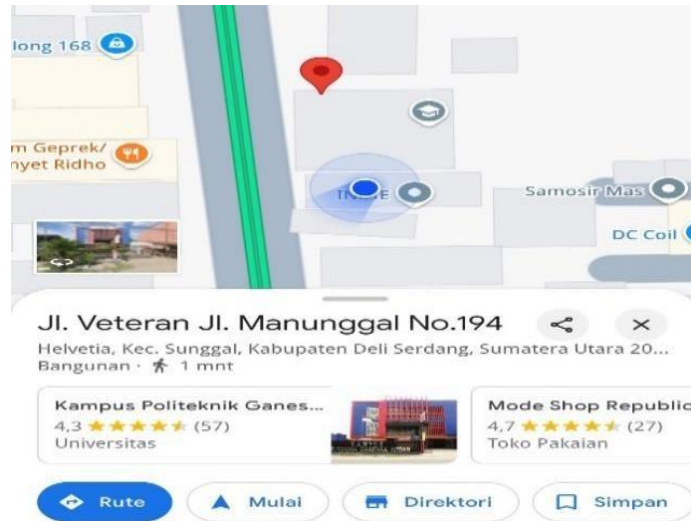 long 168
m Geprek/
nyet Ridho
Samosir Mas
DC Coil
Jl. Veteran Jl. Manunggal No.194
Helvetia, Kec. Sunggal, Kabupaten Deli Serdang, Sumatera Utara 20...
Bangunan · 1 mnt
Kampus Politeknik Ganes...
4,3 (57)
Universitas
Mode Shop Republic
4,7 (27)
Toko Pakaian
Rute
Mulai
Direktori
Simpan